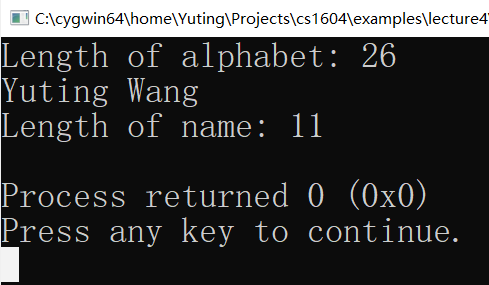 C:\cygwin64\home\Yuting\Projects\cs1604\examples\lecture4
Length of alphabet: 26
Yuting Wang
Length of name: 11
Process returned 0 (0x0)
Press any key to continue.